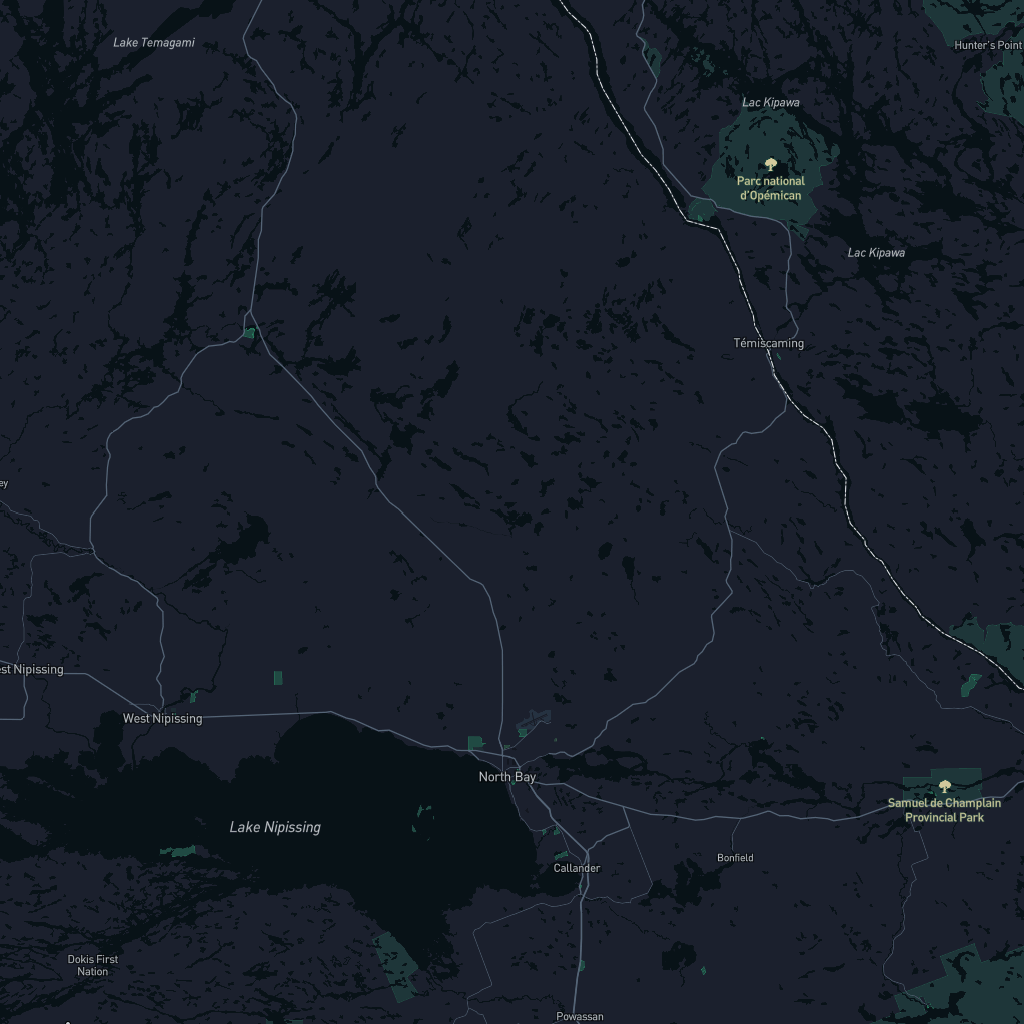 Lake Temagami
Hunter's Point
Lac Kipawa
Parc national
d'Opémican
Lac Kipawa
Témiscaming
ey
st Nipissing
West Nipissing
North Bay
Samuel de Champlain
Provincial Park
Lake Nipissing
Bonfield
Callander
Dokis First
Nation
Powassan